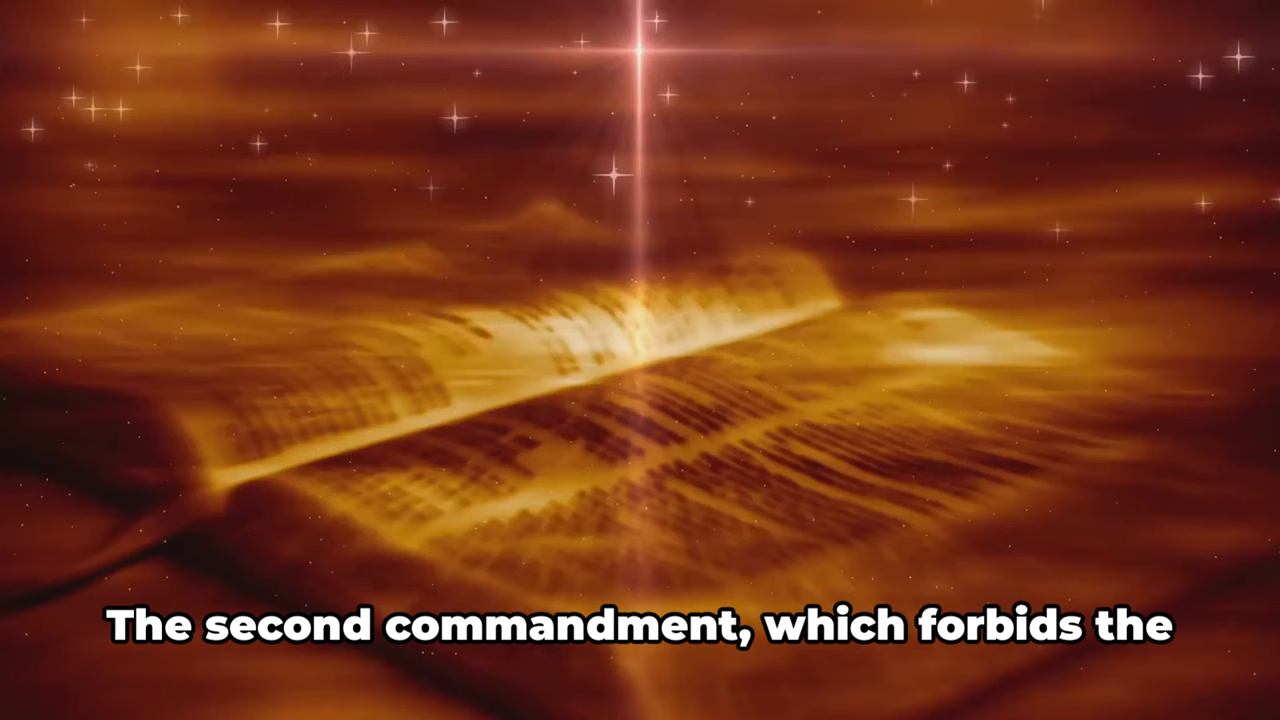 The second commandment, which forbids the